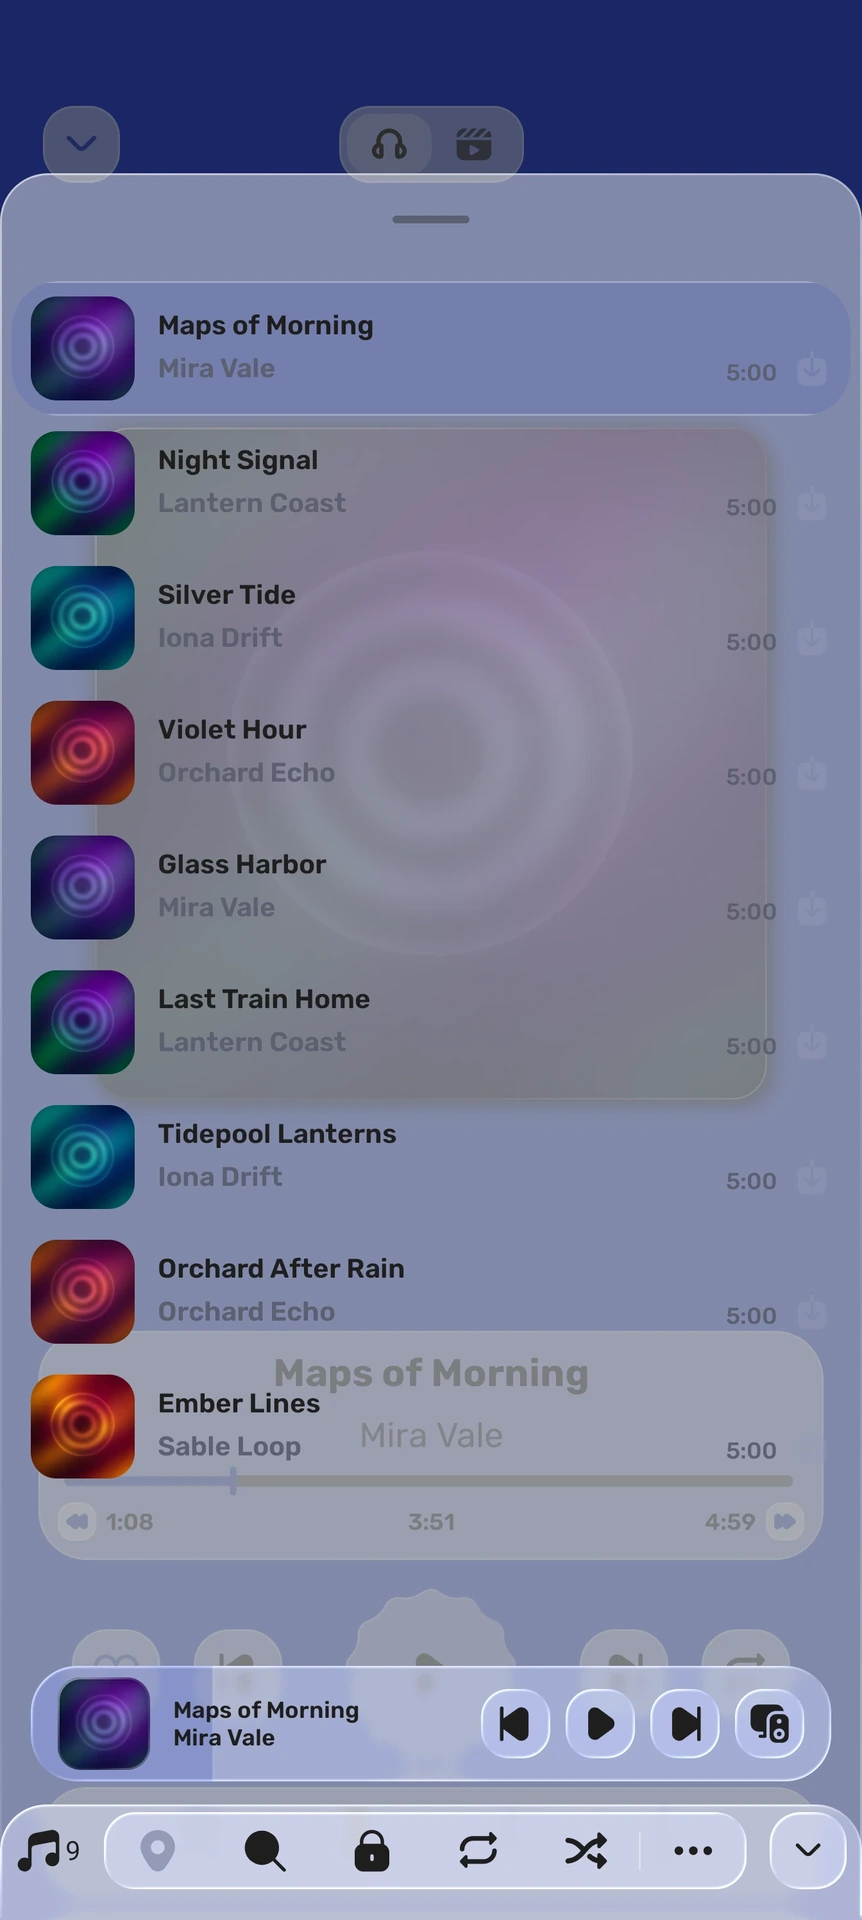 Maps of Morning
Mira Vale
5:00
Night Signal
Lantern Coast
5:00
Silver Tide
Iona Drift
5:00
Violet Hour
Orchard Echo
5:00
Glass Harbor
Mira Vale
5:00
Last Train Home
Lantern Coast
5:00
Tidepool Lanterns
Iona Drift
5:00
Orchard After Rain
Orchard Echo
5:00
Maps of Morning
Ember Lines
Mira Vale
Sable Loop
5:00
1:08 3:51 4:59
Maps of Morning
Mira Vale
9